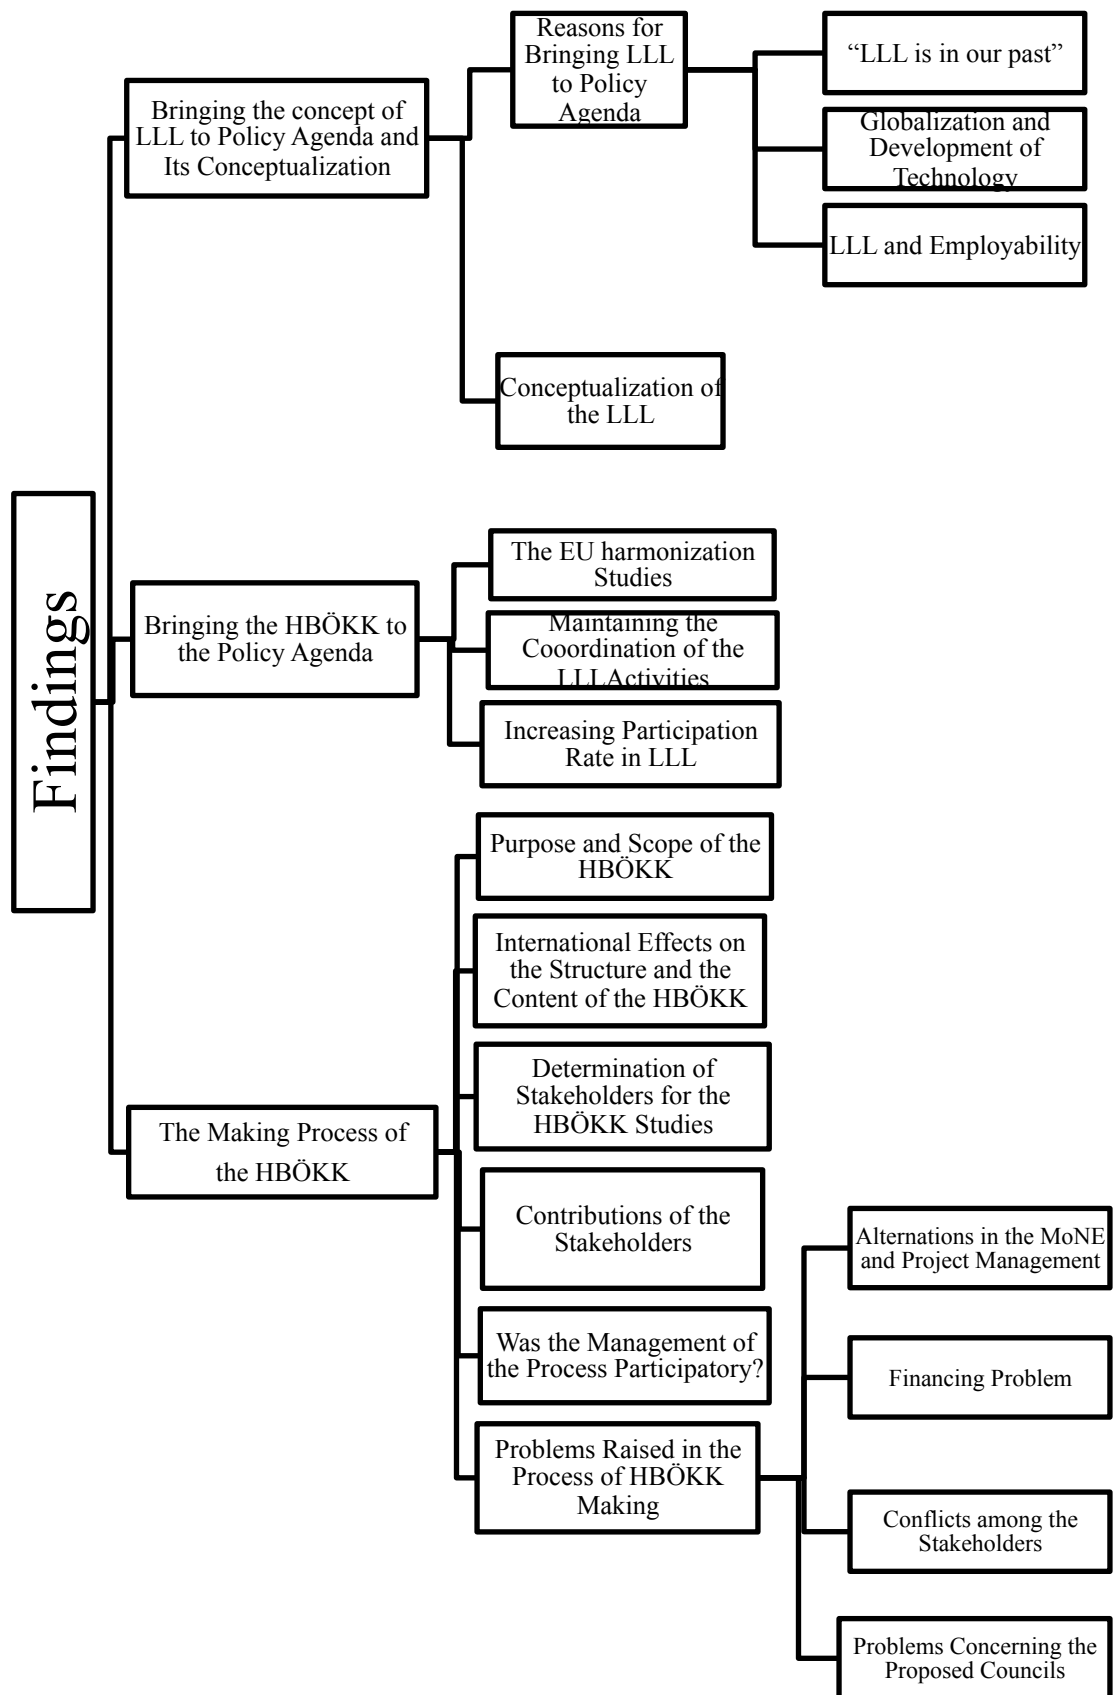 Findings
Bringing the concept of
LLL to Policy Agenda and
Its Conceptualization
Reasons for
Bringing LLL
to Policy
Agenda
“LLL is in our past”
Globalization and
Development of
Technology
LLL and Employability
Conceptualization of
the LLL
Bringing the HBÖKK to
the Policy Agenda
The EU harmonization
Studies
Maintaining the
Cooordination of the
LLLActivities
Increasing Participation
Rate in LLL
The Making Process of
the HBÖKK
Purpose and Scope of the
HBÖKK
International Effects on
the Structure and the
Content of the HBÖKK
Determination of
Stakeholders for the
HBÖKK Studies
Contributions of the
Stakeholders
Was the Management of
the Process Participatory?
Problems Raised in the
Process of HBÖKK
Making
Alternations in the MoNE
and Project Management
Financing Problem
Conflicts among the
Stakeholders
Problems Concerning the
Proposed Councils